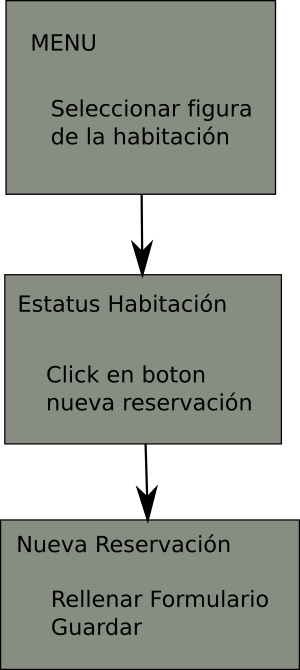 MENU
Seleccionar figura
de la habitación
Estatus Habitación
Click en boton
nueva reservación
Nueva Reservación
Rellenar Formulario
Guardar